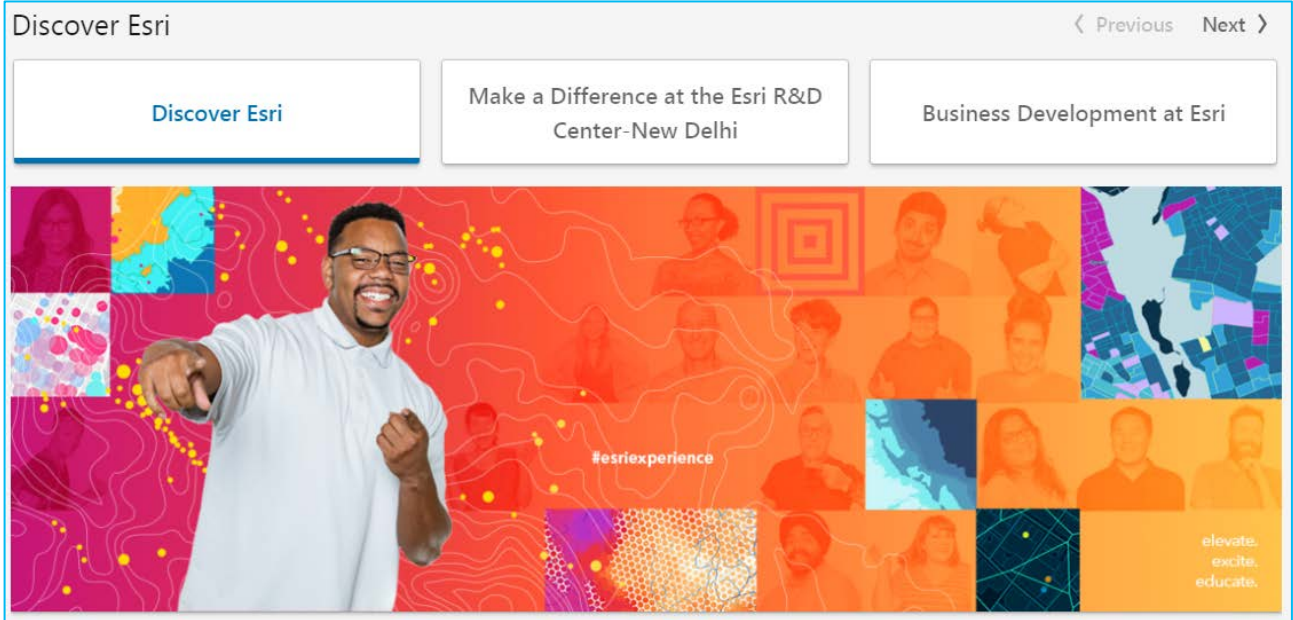 Discover Esri
Previous Next
Discover Esri
Make a Difference at the Esri R&D
Center-New Delhi
Business Development at Esri
#esriexperience
elevate.
excite.
educate.